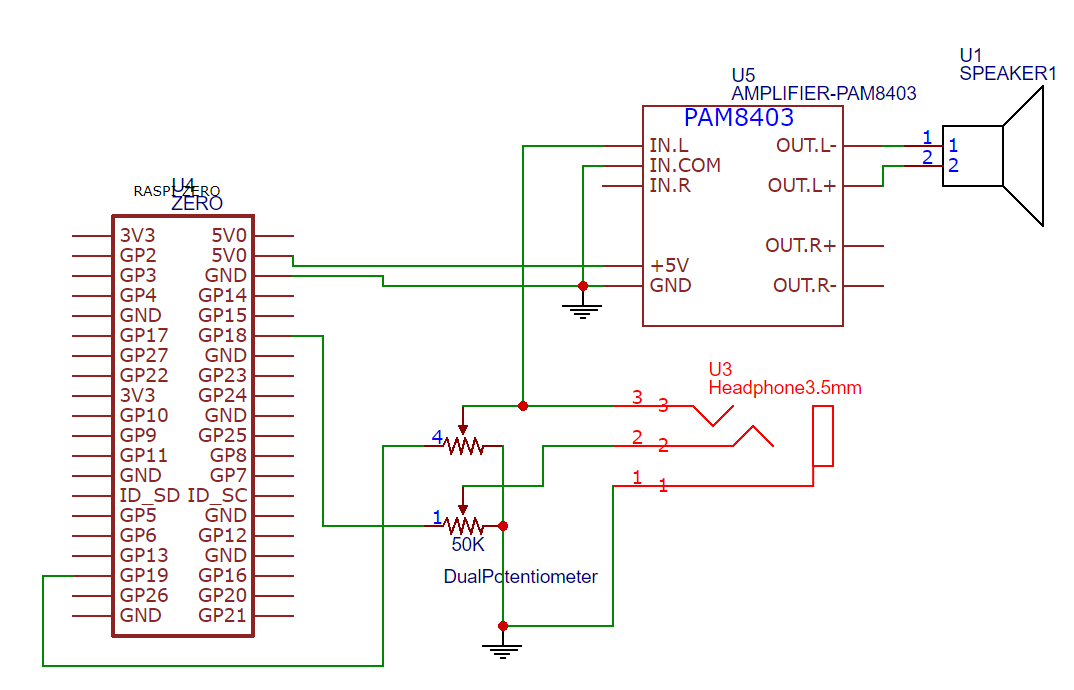 U1
SPEAKER1
U5
AMPLIFIER-PAM8403
PAM8403
IN.L OUT.L-
IN.COM
IN.R OUT.L+
OUT.R+
+5V
GND OUT.R-
1 1
2 2
U4
RASPI ZERO
ZERO
3V3 5V0
GP2 5V0
GP3 GND
GP4 GP14
GND GP15
GP17 GP18
GP27 GND
GP22 GP23
3V3 GP24
GP10 GND
GP9 GP25
GP11 GP8
GND GP7
ID_SD ID_SC
GP5 GND
GP6 GP12
GP13 GND
GP19 GP16
GP26 GP20
GND GP21
U3
Headphone3.5mm
3 3
2 2
1 1
4
1
50K
DualPotentiometer